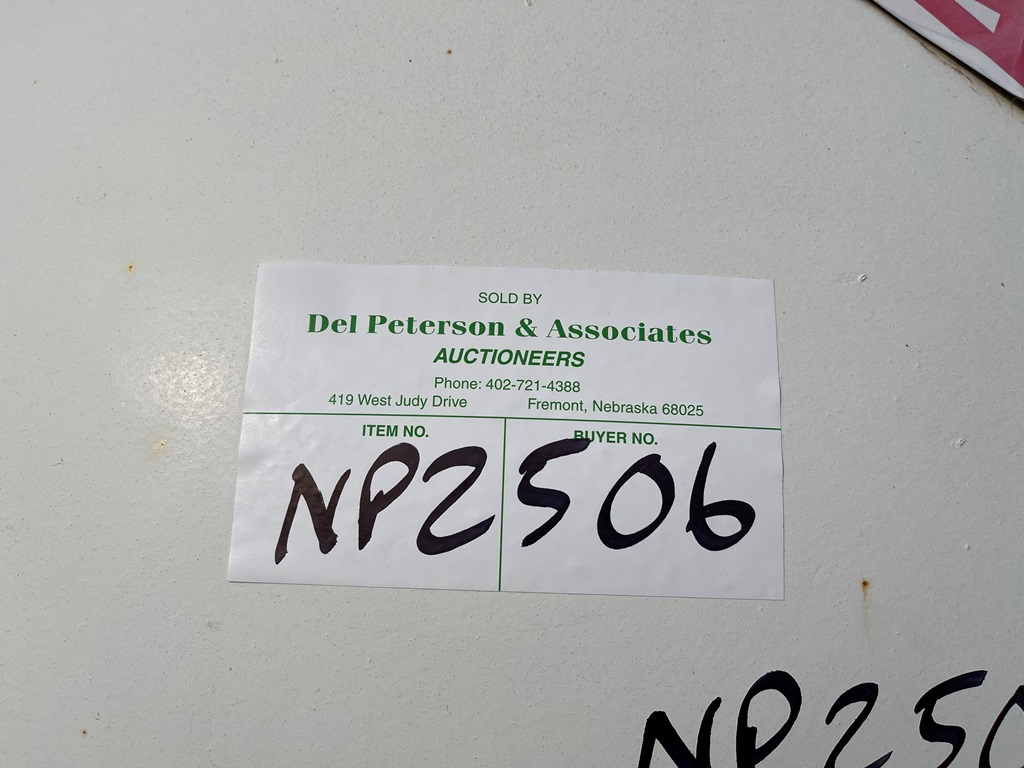 SOLD BY
Del Peterson & Associates
AUCTIONEERS
Phone: 402-721-4388
419 West Judy Drive Fremont, Nebraska 68025
ITEM NO. BUYER NO.
NP2506
NP250